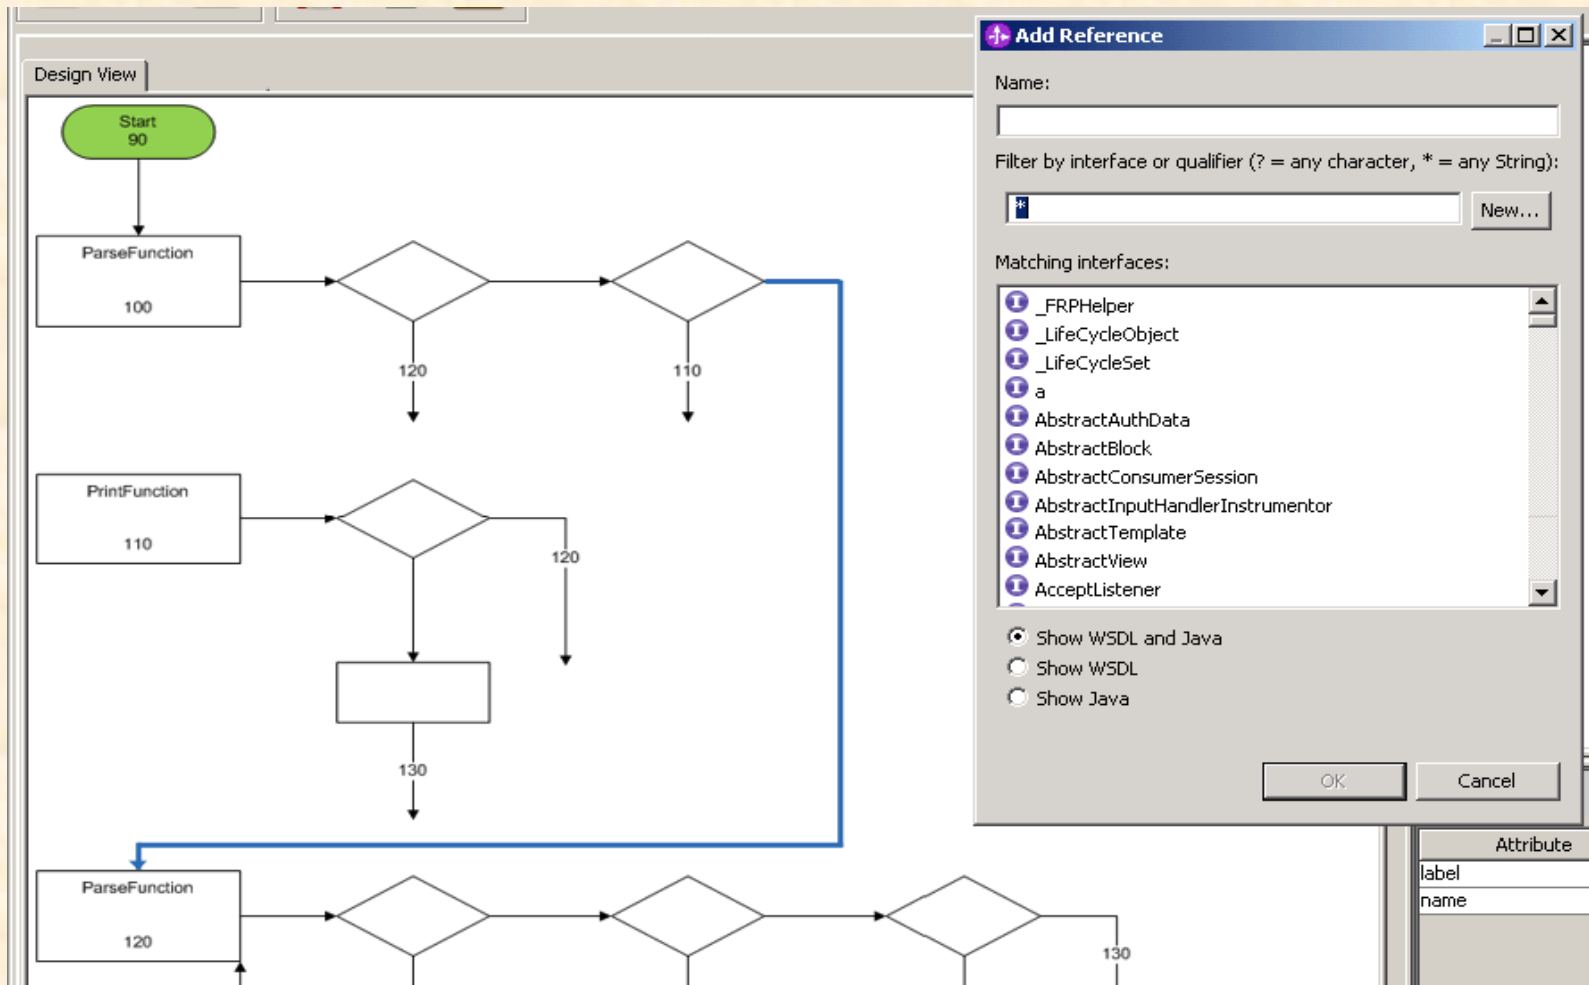 Design View
Start
90
ParseFunction
100
120
110
PrintFunction
110
120
130
ParseFunction
120
130
Add Reference
Name:
Filter by interface or qualifier (? = any character, * = any String):
*
New...
Matching interfaces:
_FRPHelper
_LifeCycleObject
_LifeCycleSet
a
AbstractAuthData
AbstractBlock
AbstractConsumerSession
AbstractInputHandlerInstrumentor
AbstractTemplate
AbstractView
AcceptListener
Show WSDL and Java
Show WSDL
Show Java
OK
Cancel
Attribute
label
name